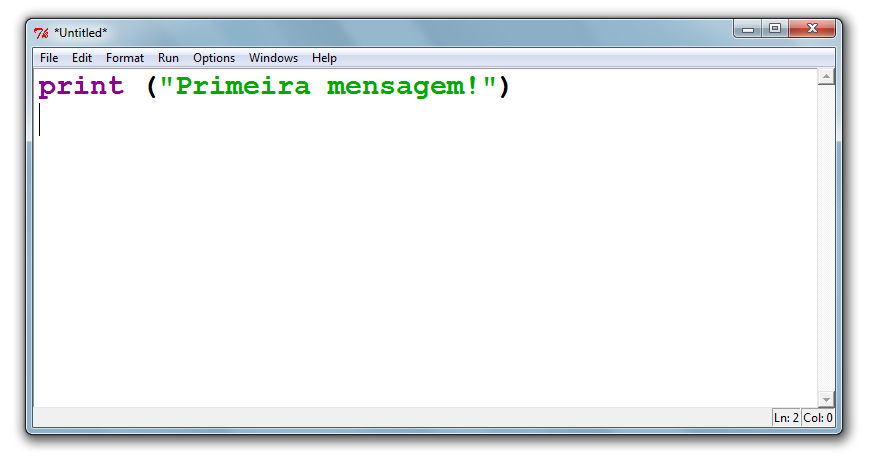 *Untitled*
File Edit Format Run Options Windows Help
print ("Primeira mensagem!")
Ln: 2 Col: 0